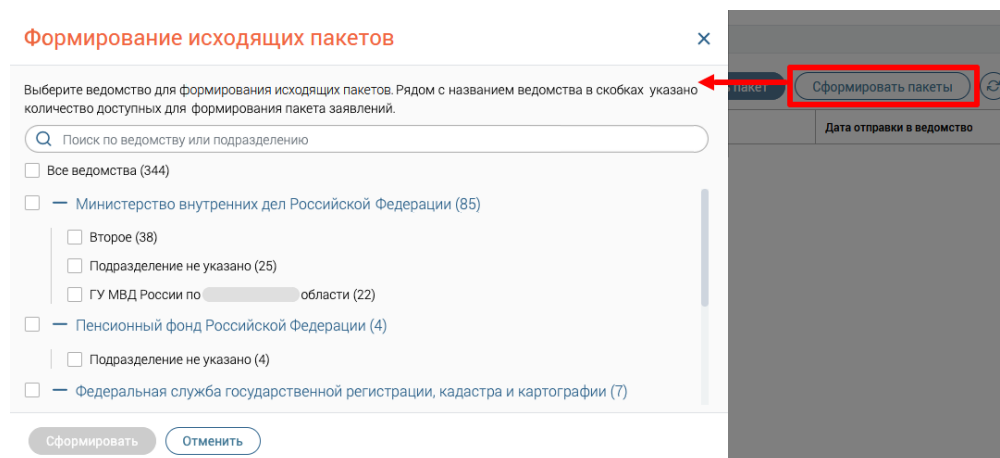 Формирование исходящих пакетов
Выберите ведомство для формирования исходящих пакетов. Рядом с названием ведомства в скобках указано
количество доступных для формирования пакета заявлений.
Поиск по ведомству или подразделению
Все ведомства (344)
Министерство внутренних дел Российской Федерации (85)
Второе (38)
Подразделение не указано (25)
ГУ МВД России по области (22)
Пенсионный фонд Российской Федерации (4)
Подразделение не указано (4)
Федеральная служба государственной регистрации, кадастра и картографии (7)
Сформировать
Отменить
пакет
Сформировать пакеты
Дата отправки в ведомство